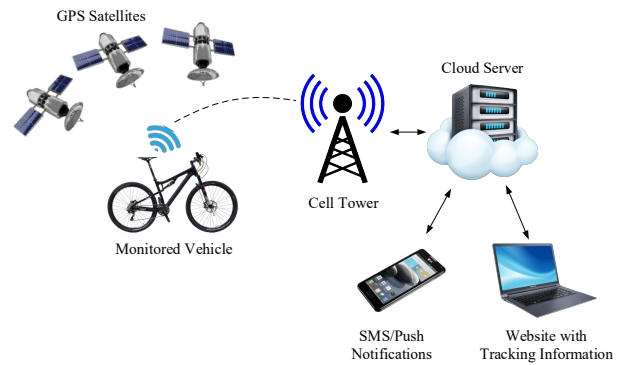 GPS Satellites
Cloud Server
Cell Tower
Monitored Vehicle
SMS/Push
Notifications
Website with
Tracking Information